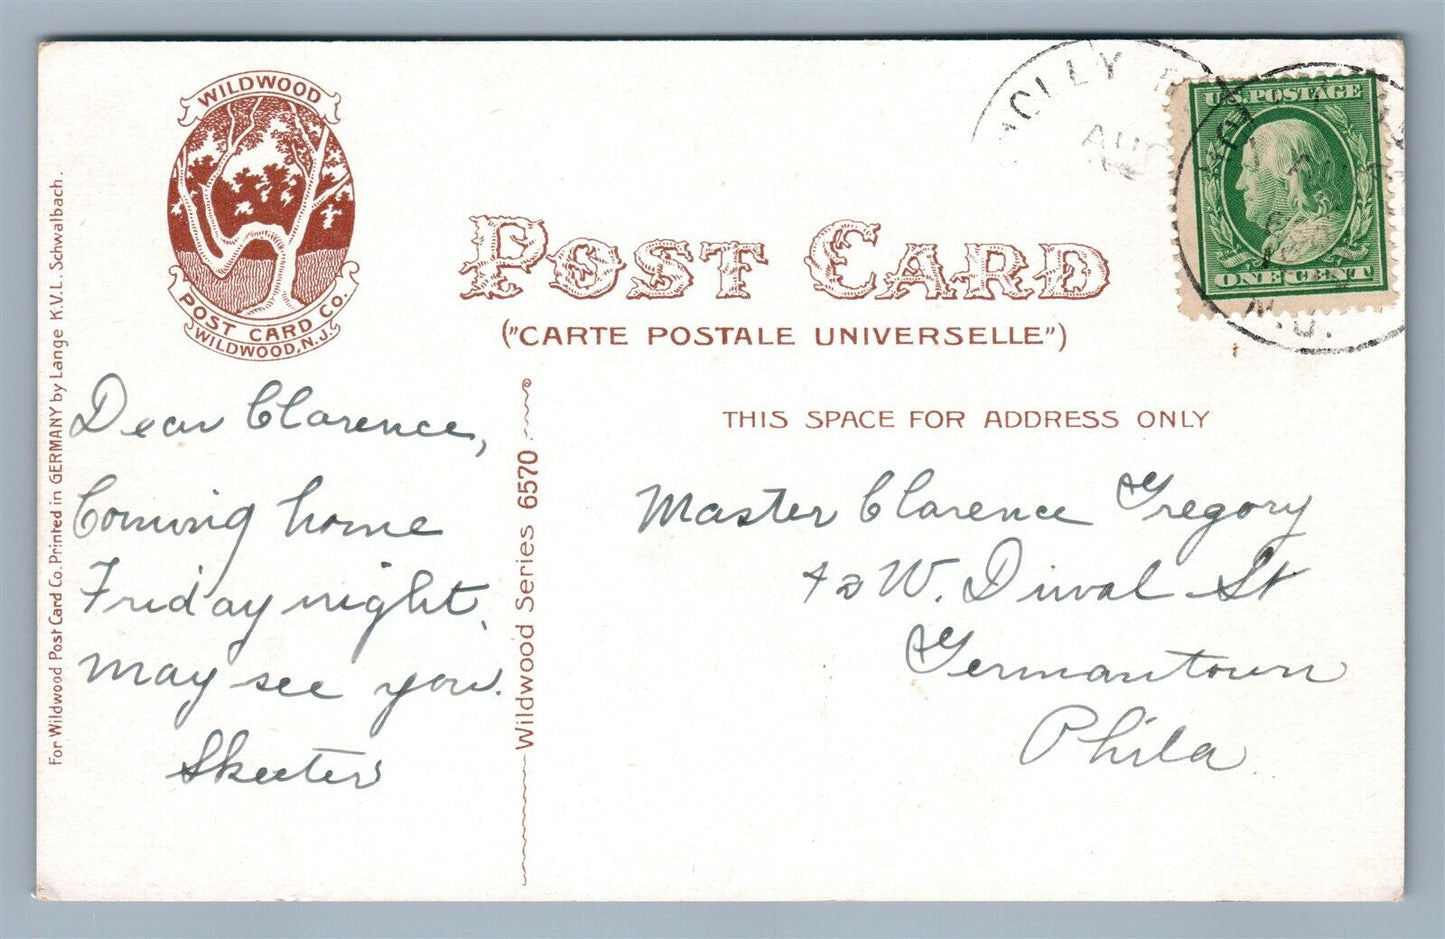 WILDWOOD
POST CARD CO.
WILDWOOD, N.J.
POST CARD
("CARTE POSTALE UNIVERSELLE")
U.S. POSTAGE
ONE CENT
HOLLY
AUG
N.J.
THIS SPACE FOR ADDRESS ONLY
For Wildwood Post Card Co. Printed in GERMANY by Lange K.V.L. Schwalbach.
Dear Clarence,
Coming home
Friday night.
May see you.
Skeeter
Wildwood Series 6570
Master Clarence Gregory
42 W. Duval St
Germantown
Phila